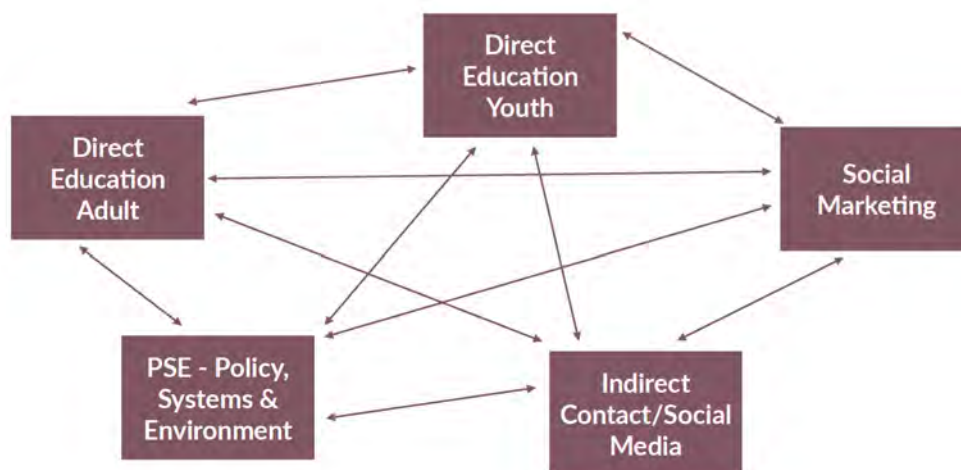 Direct
Education
Youth
Direct
Education
Adult
Social
Marketing
PSE - Policy,
Systems &
Environment
Indirect
Contact/Social
Media